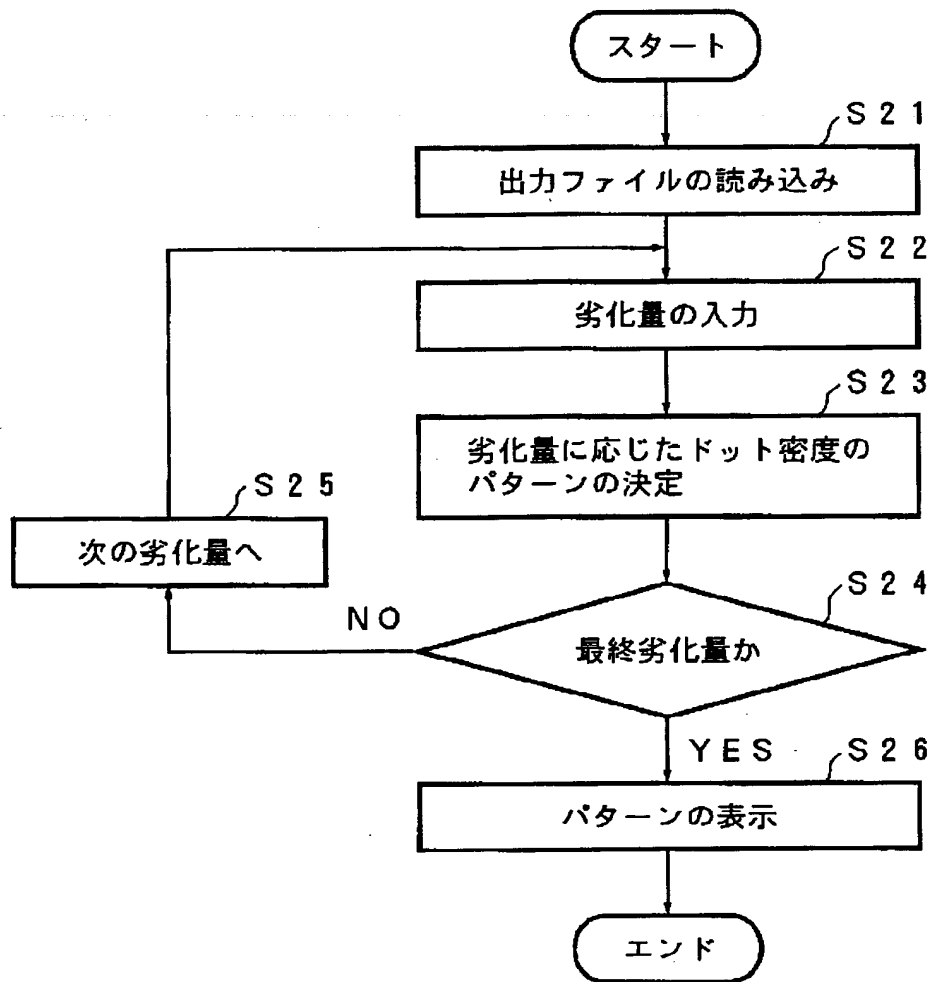 スタート
S21
出力ファイルの読み込み
S22
劣化量の入力
S23
劣化量に応じたドット密度の
パターンの決定
S25
次の劣化量へ
S24
NO
最終劣化量か
YES
S26
パターンの表示
エンド